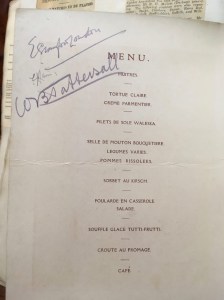 MENU.
HUITRES
TORTUE CLAIRE
CREME PARMENTIER.
FILETS DE SOLE WALESKA.
SELLE DE MOUTON BOUQUETIERE
LEGUMES VARIES.
POMMES RISSOLEES.
SORBET AU KIRSCH.
POULARDE EN CASSEROLE.
SALADE.
SOUFFLE GLACE TUTTI-FRUTTI.
CROUTE AU FROMAGE.
CAFÉ